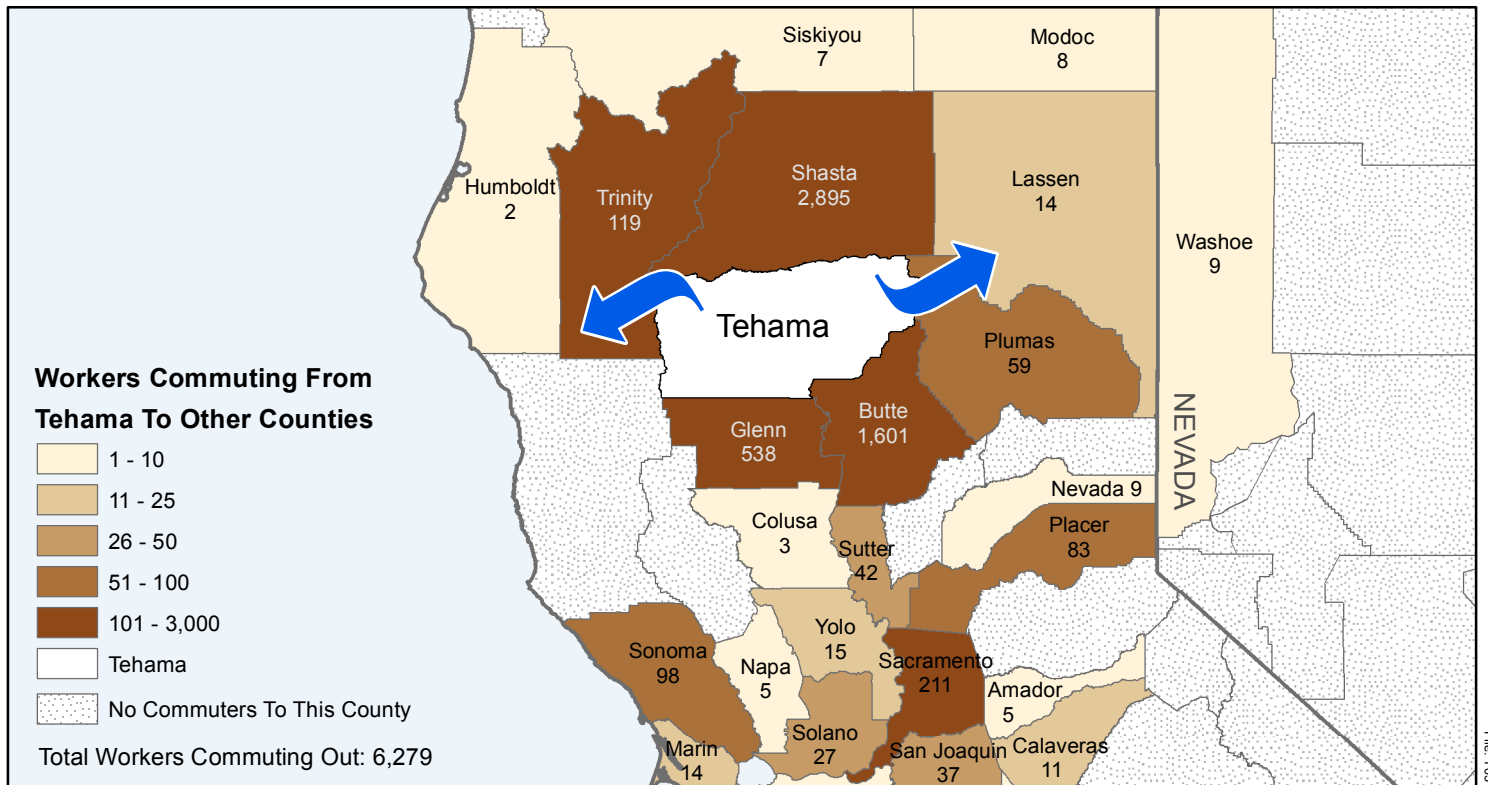 Siskiyou
7
Modoc
8
Humboldt
2
Trinity
119
Shasta
2,895
Lassen
14
Washoe
9
Tehama
Plumas
59
Workers Commuting From
Tehama To Other Counties
1 - 10
11 - 25
26 - 50
51 - 100
101 - 3,000
Tehama
No Commuters To This County
Total Workers Commuting Out: 6,279
Glenn
538
Butte
1,601
NEVADA
Nevada 9
Colusa
3
Sutter
42
Placer
83
Sonoma
98
Napa
5
Yolo
15
Sacramento
211
Amador
5
Marin
14
Solano
27
San Joaquin
37
Calaveras
11